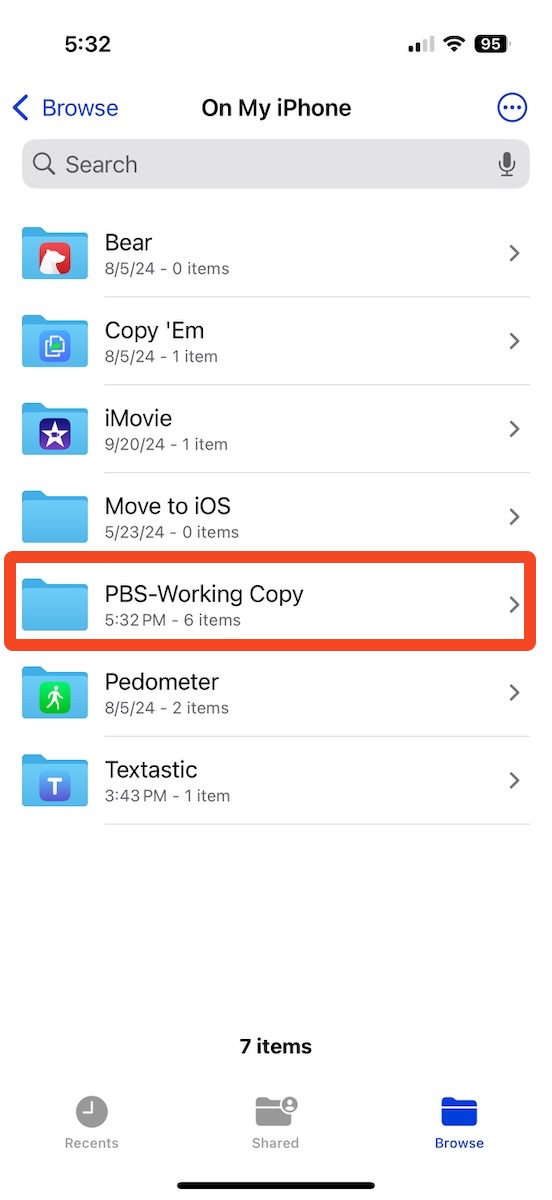 5:32
95
Browse
On My iPhone
Search
Bear
8/5/24 - 0 items
Copy 'Em
8/5/24 - 1 item
iMovie
9/20/24 - 1 item
Move to iOS
5/23/24 - 0 items
PBS-Working Copy
5:32 PM - 6 items
Pedometer
8/5/24 - 2 items
T
Textastic
3:43 PM - 1 item
7 items
Recents
Shared
Browse